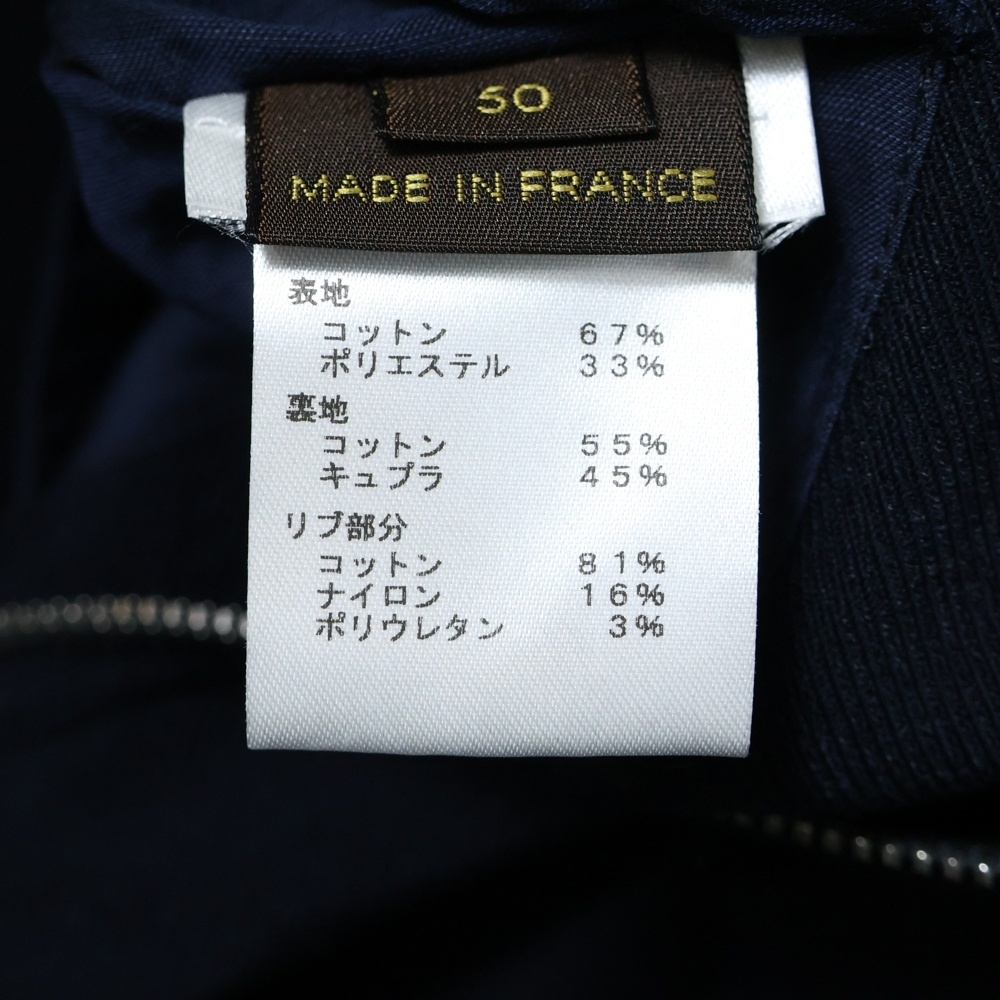 50
MADE IN FRANCE
表地
コットン 67%
ポリエステル 33%
裏地
コットン 55%
キュプラ 45%
リブ部分
コットン 81%
ナイロン 16%
ポリウレタン 3%